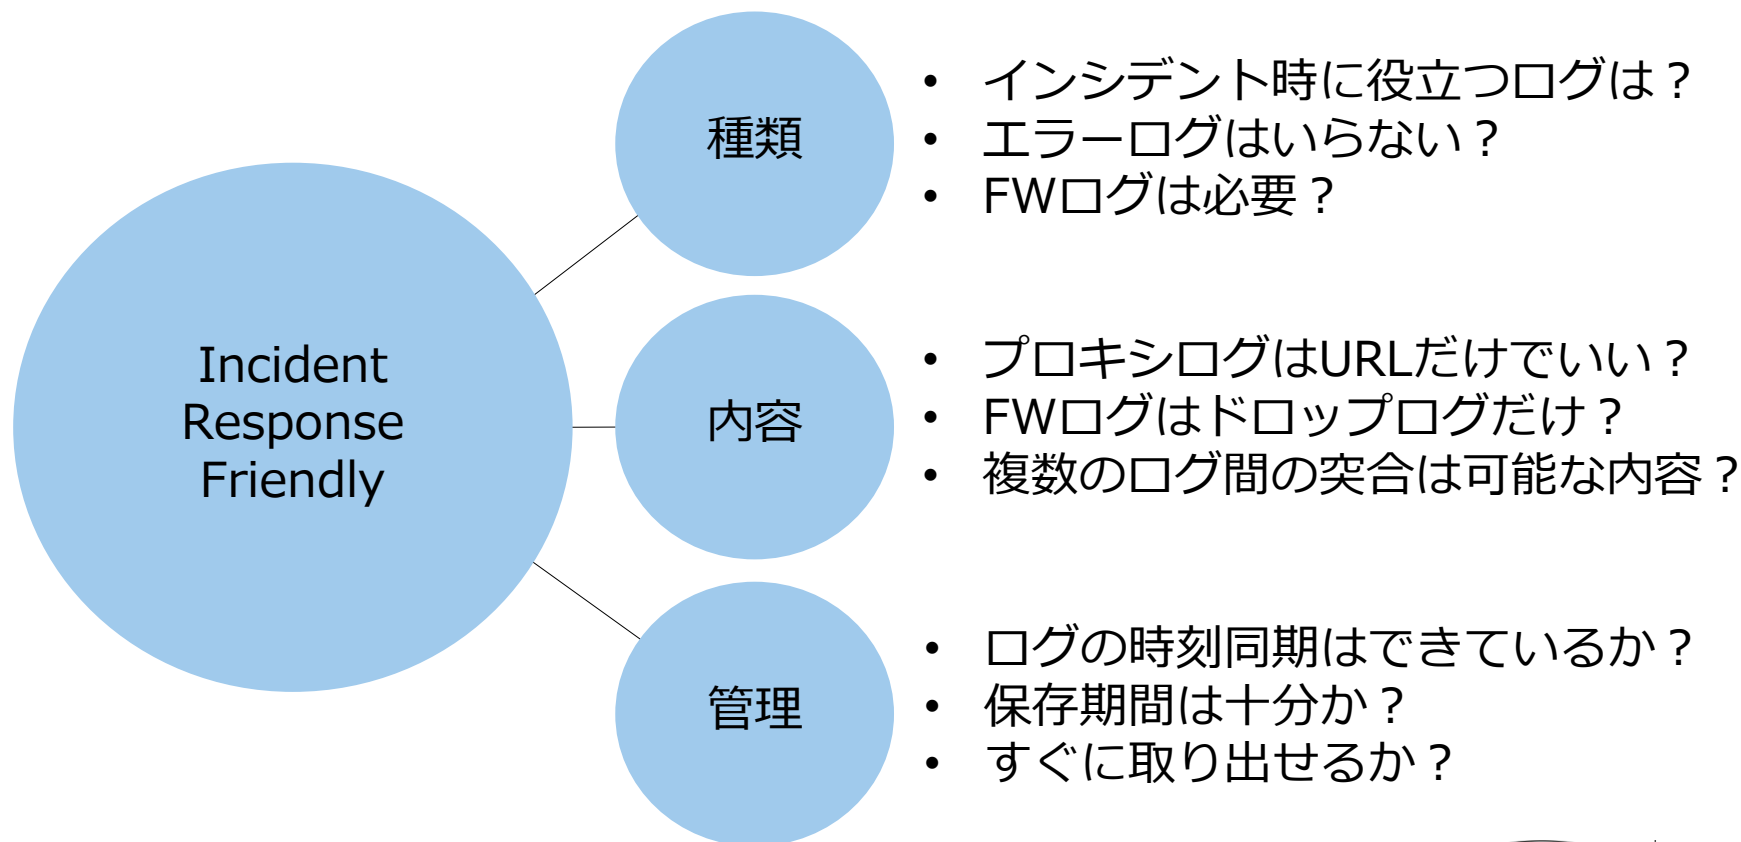 Incident
Response
Friendly
種類
• インシデント時に役立つログは？
• エラーログはいらない？
• FWログは必要？
内容
• プロキシログはURLだけでいい？
• FWログはドロップログだけ？
• 複数のログ間の突合は可能な内容？
管理
• ログの時刻同期はできているか？
• 保存期間は十分か？
• すぐに取り出せるか？